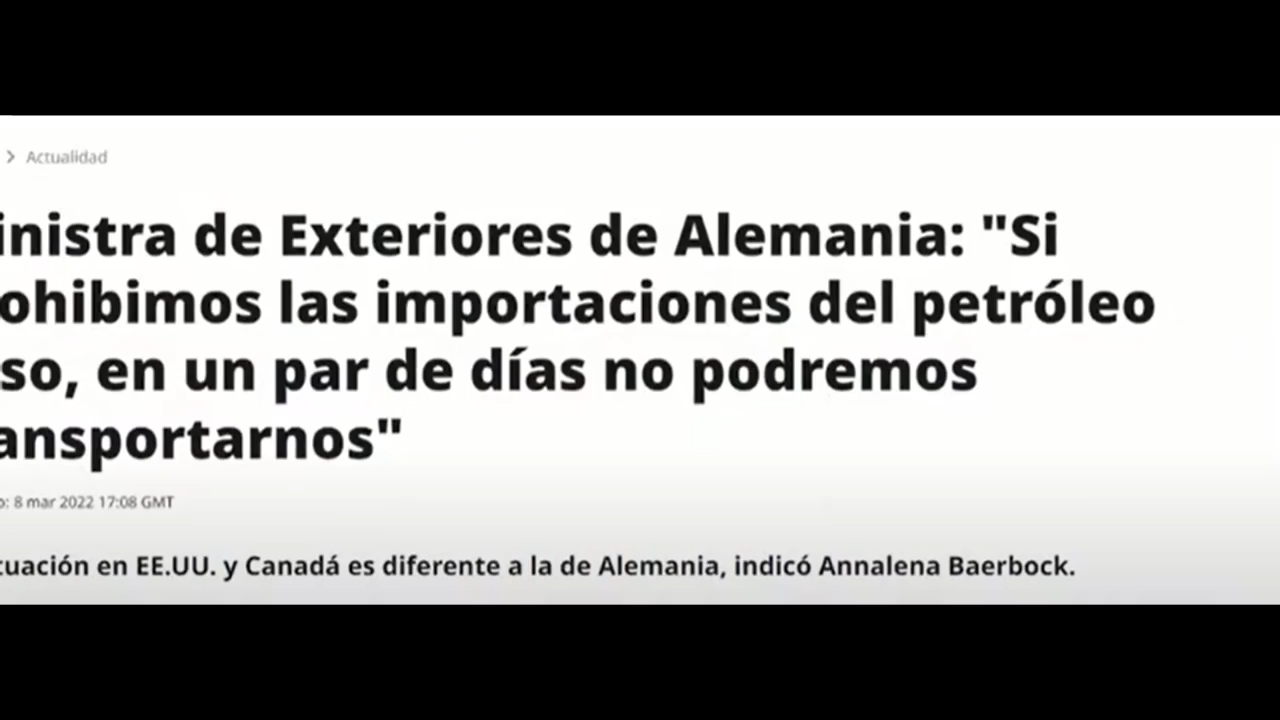 > Actualidad
inistra de Exteriores de Alemania: "Si
ohibimos las importaciones del petróleo
so, en un par de días no podremos
ansportarnos"
o: 8 mar 2022 17:08 GMT
tuación en EE.UU. y Canadá es diferente a la de Alemania, indicó Annalena Baerbock.